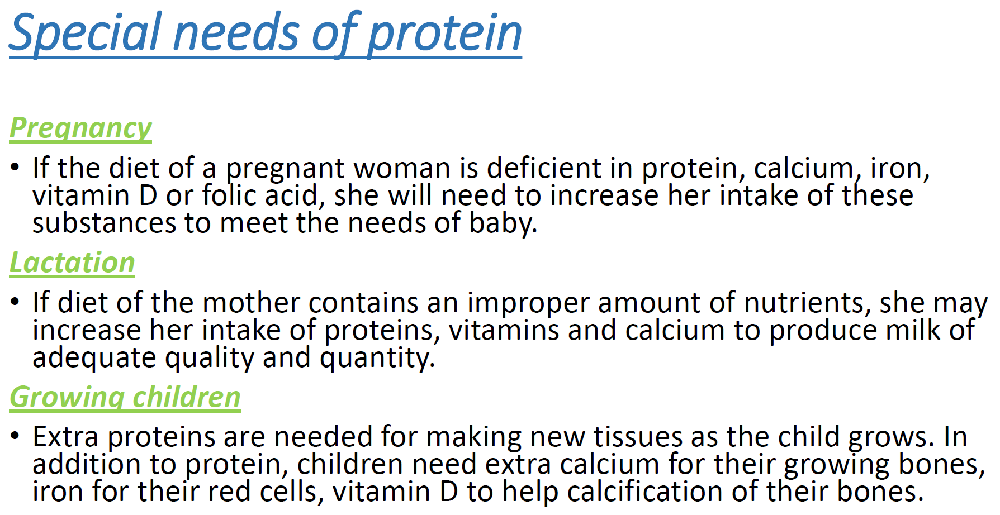 Special needs of protein
Pregnancy
• If the diet of a pregnant woman is deficient in protein, calcium, iron,
vitamin D or folic acid, she will need to increase her intake of these
substances to meet the needs of baby.
Lactation
• If diet of the mother contains an improper amount of nutrients, she may
increase her intake of proteins, vitamins and calcium to produce milk of
adequate quality and quantity.
Growing children
• Extra proteins are needed for making new tissues as the child grows. In
addition to protein, children need extra calcium for their growing bones,
iron for their red cells, vitamin D to help calcification of their bones.